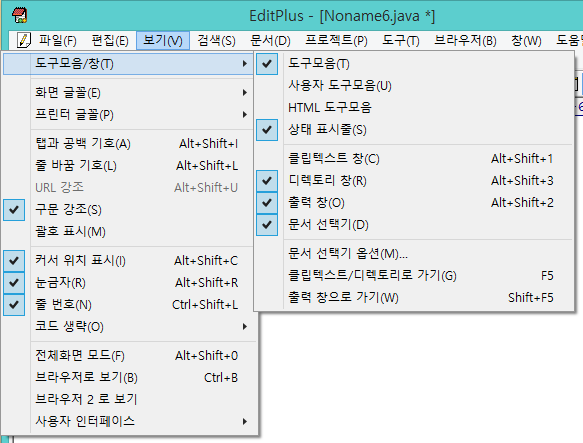 EditPlus - [Noname6.java *]
파일(F) 편집(E) 보기(V) 검색(S) 문서(D) 프로젝트(P) 도구(T) 브라우저(B) 창(W)
도구모음/창(T)
화면 글꼴(E)
프린터 글꼴(P)
탭과 공백 기호(A) Alt+Shift+I
줄 바꿈 기호(L) Alt+Shift+L
URL 강조 Alt+Shift+U
구문 강조(S)
괄호 표시(M)
커서 위치 표시(I) Alt+Shift+C
눈금자(R) Alt+Shift+R
줄 번호(N) Ctrl+Shift+L
코드 생략(O)
전체화면 모드(F) Alt+Shift+0
브라우저로 보기(B) Ctrl+B
브라우저 2 로 보기
사용자 인터페이스
도구모음(T)
사용자 도구모음(U)
HTML 도구모음
상태 표시줄(S)
클립텍스트 창(C) Alt+Shift+1
디렉토리 창(R) Alt+Shift+3
출력 창(O) Alt+Shift+2
문서 선택기(D)
문서 선택기 옵션(M)...
클립텍스트/디렉토리로 가기(G) F5
출력 창으로 가기(W) Shift+F5